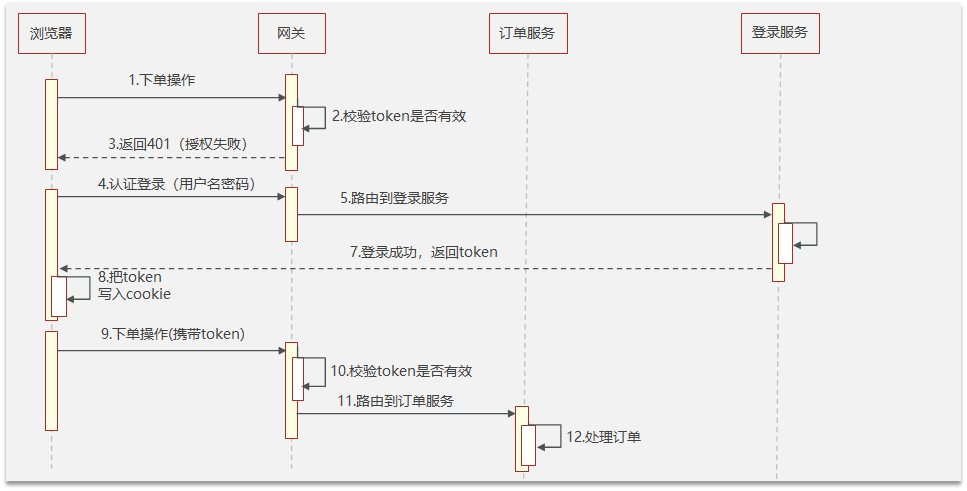 浏览器
网关
订单服务
登录服务
1.下单操作
2.校验token是否有效
3.返回401（授权失败）
4.认证登录（用户名密码）
5.路由到登录服务
7.登录成功，返回token
8.把token
写入cookie
9.下单操作(携带token)
10.校验token是否有效
11.路由到订单服务
12.处理订单